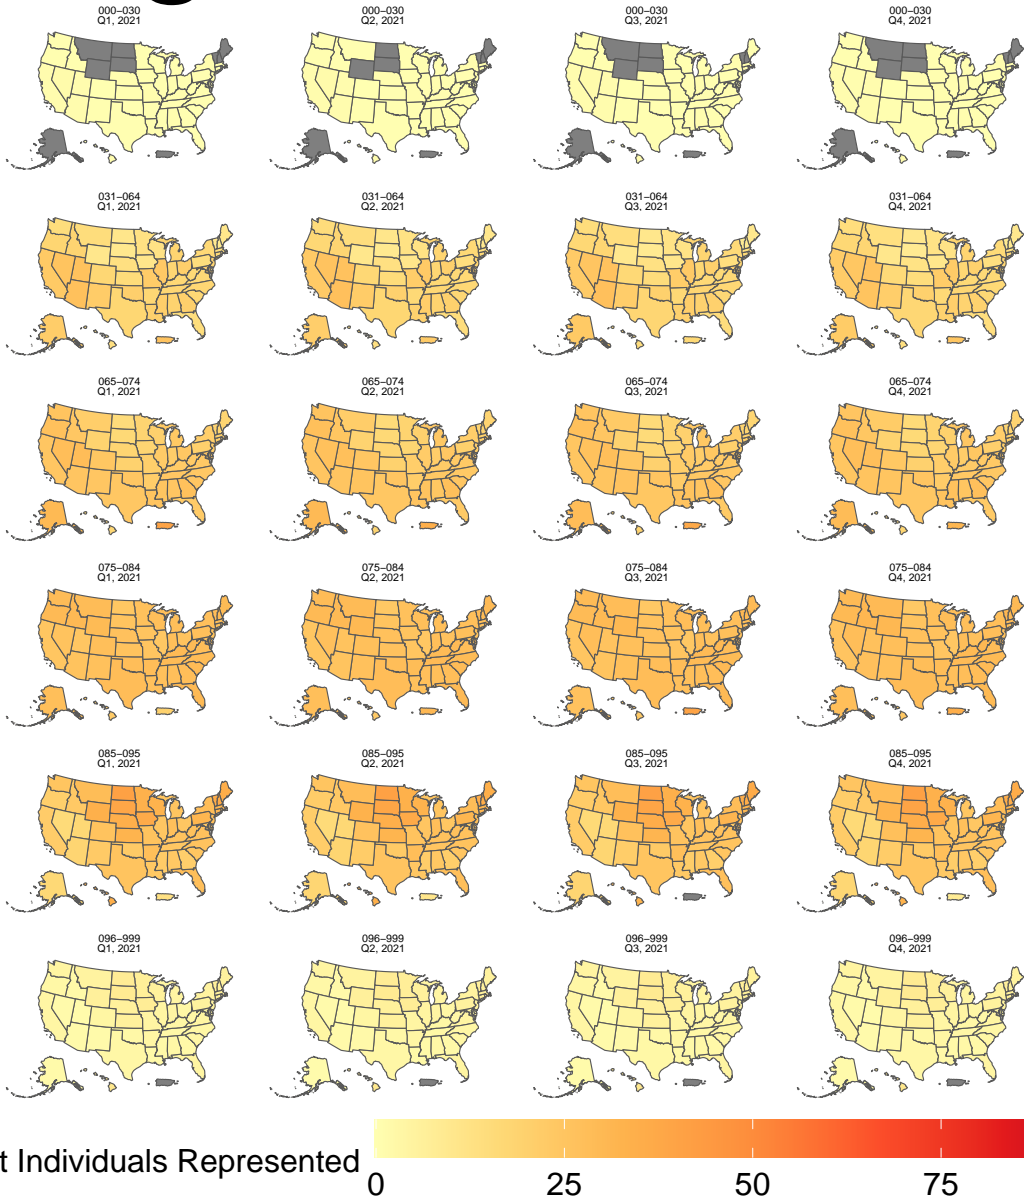 000–030 000–030 000–030 000–030
Q1, 2021 Q2, 2021 Q3, 2021 Q4, 2021
031–064 031–064 031–064 031–064
Q1, 2021 Q2, 2021 Q3, 2021 Q4, 2021
065–074 065–074 065–074 065–074
Q1, 2021 Q2, 2021 Q3, 2021 Q4, 2021
075–084 075–084 075–084 075–084
Q1, 2021 Q2, 2021 Q3, 2021 Q4, 2021
085–095 085–095 085–095 085–095
Q1, 2021 Q2, 2021 Q3, 2021 Q4, 2021
096–999 096–999 096–999 096–999
Q1, 2021 Q2, 2021 Q3, 2021 Q4, 2021
t Individuals Represented
0 25 50 75